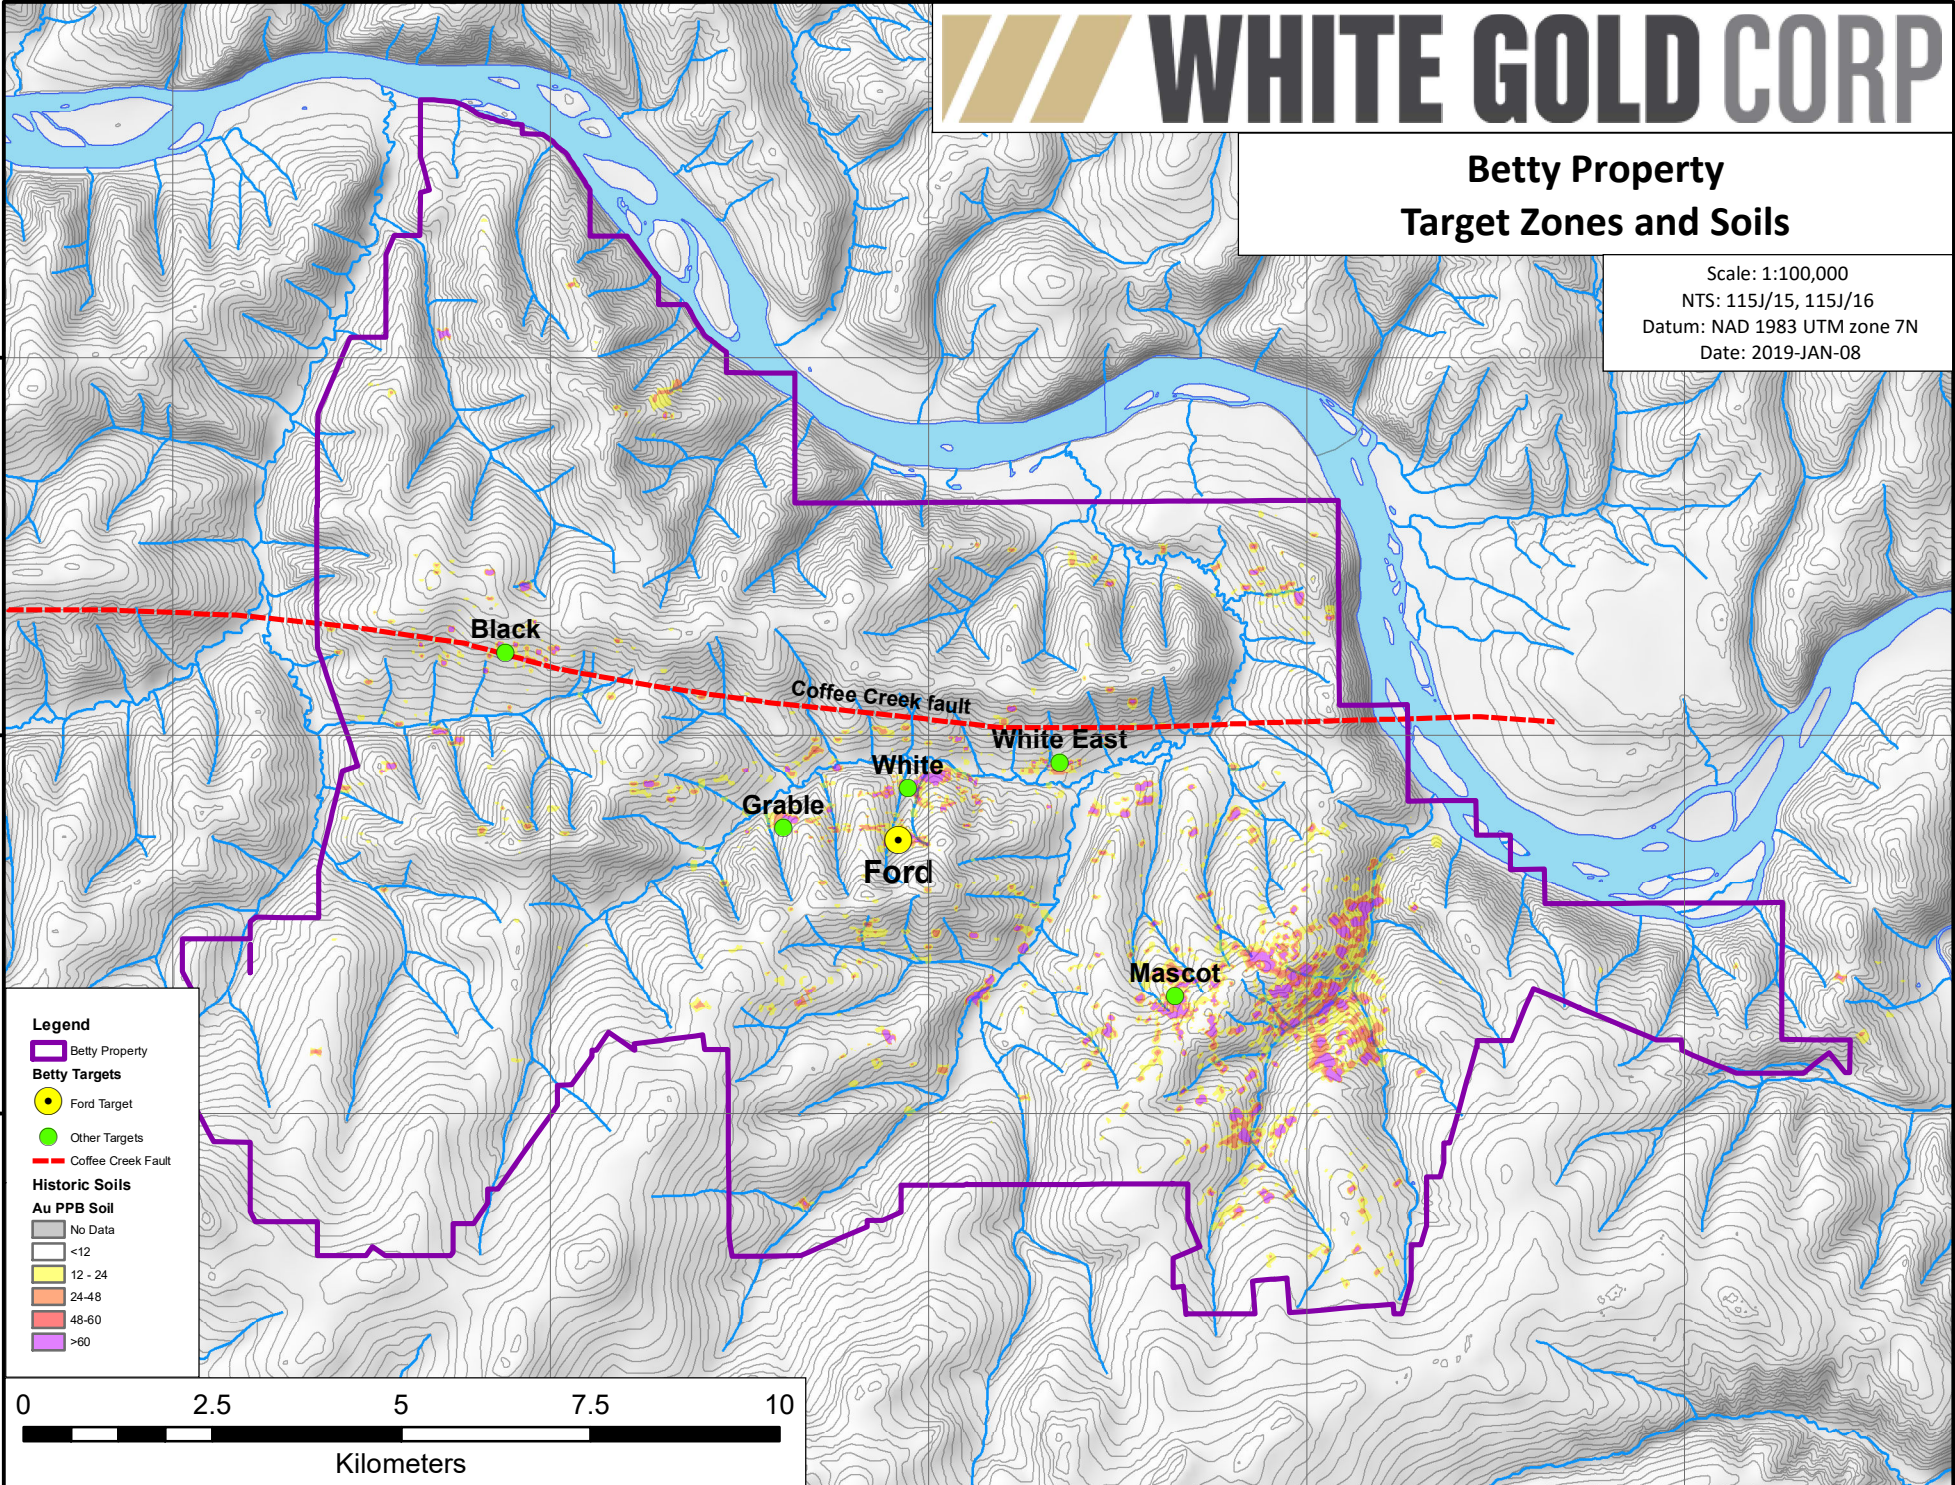 WHITE GOLD CORP
Betty Property
Target Zones and Soils
Scale: 1:100,000
NTS: 115J/15, 115J/16
Datum: NAD 1983 UTM zone 7N
Date: 2019-JAN-08
Black
Coffee Creek fault
White East
White
Grable
Ford
Mascot
Legend
Betty Property
Betty Targets
Ford Target
Other Targets
Coffee Creek Fault
Historic Soils
Au PPB Soil
No Data
<12
12 - 24
24-48
48-60
>60
0 2.5 5 7.5 10
Kilometers